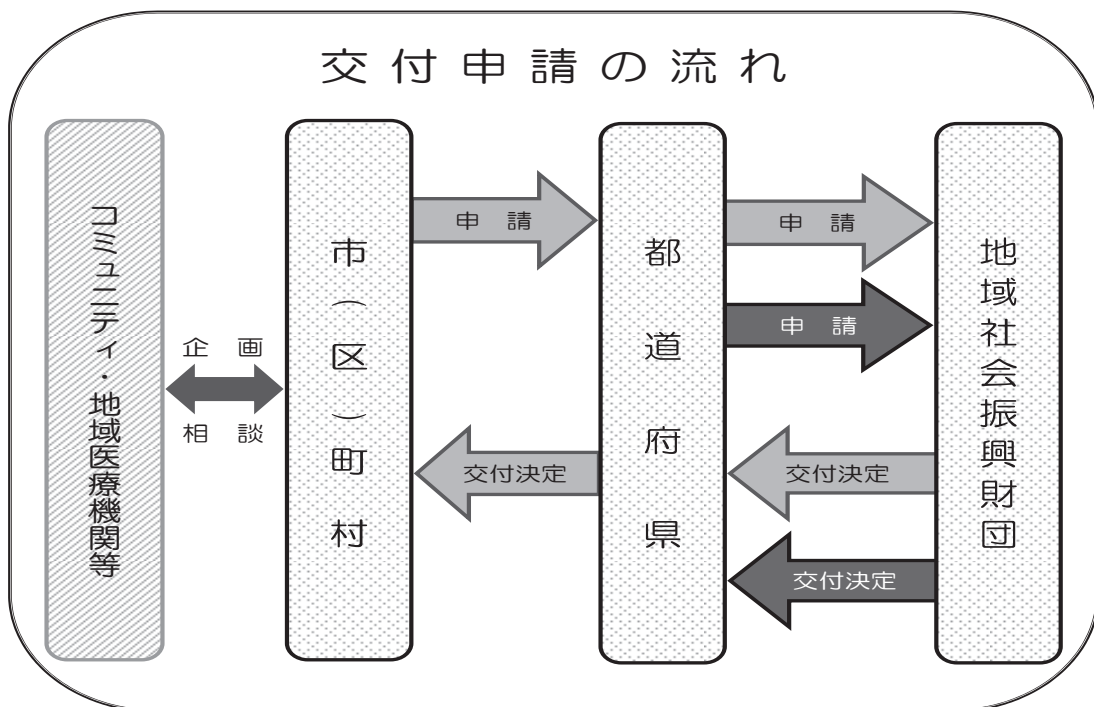 交付申請の流れ
コミュニティ・地域医療機関等
企画
相談
市（区）町村
申請
交付決定
都道府県
申請
申請
交付決定
交付決定
地域社会振興財団